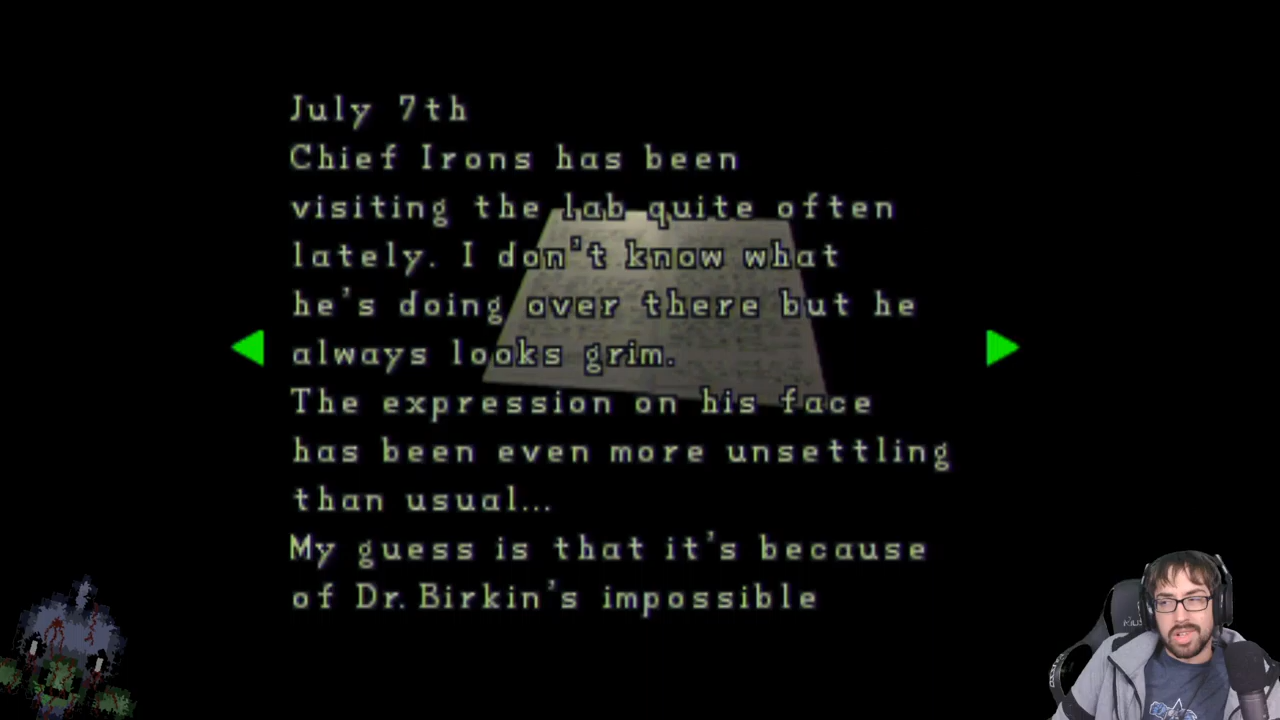 July 7th
Chief Irons has been
visiting the lab quite often
lately. I don't know what
he's doing over there but he
always looks grim.
The expression on his face
has been even more unsettling
than usual...
My guess is that it's because
of Dr. Birkin's impossible